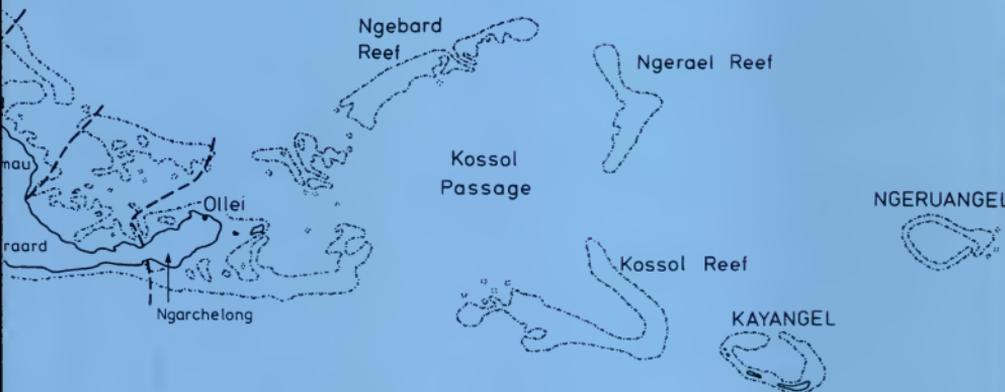 Ngebard
Reef
Ngerael Reef
Kossol
Passage
mau
NGERUANGEL
Ollei
raard
Kossol Reef
Ngarchelong
KAYANGEL